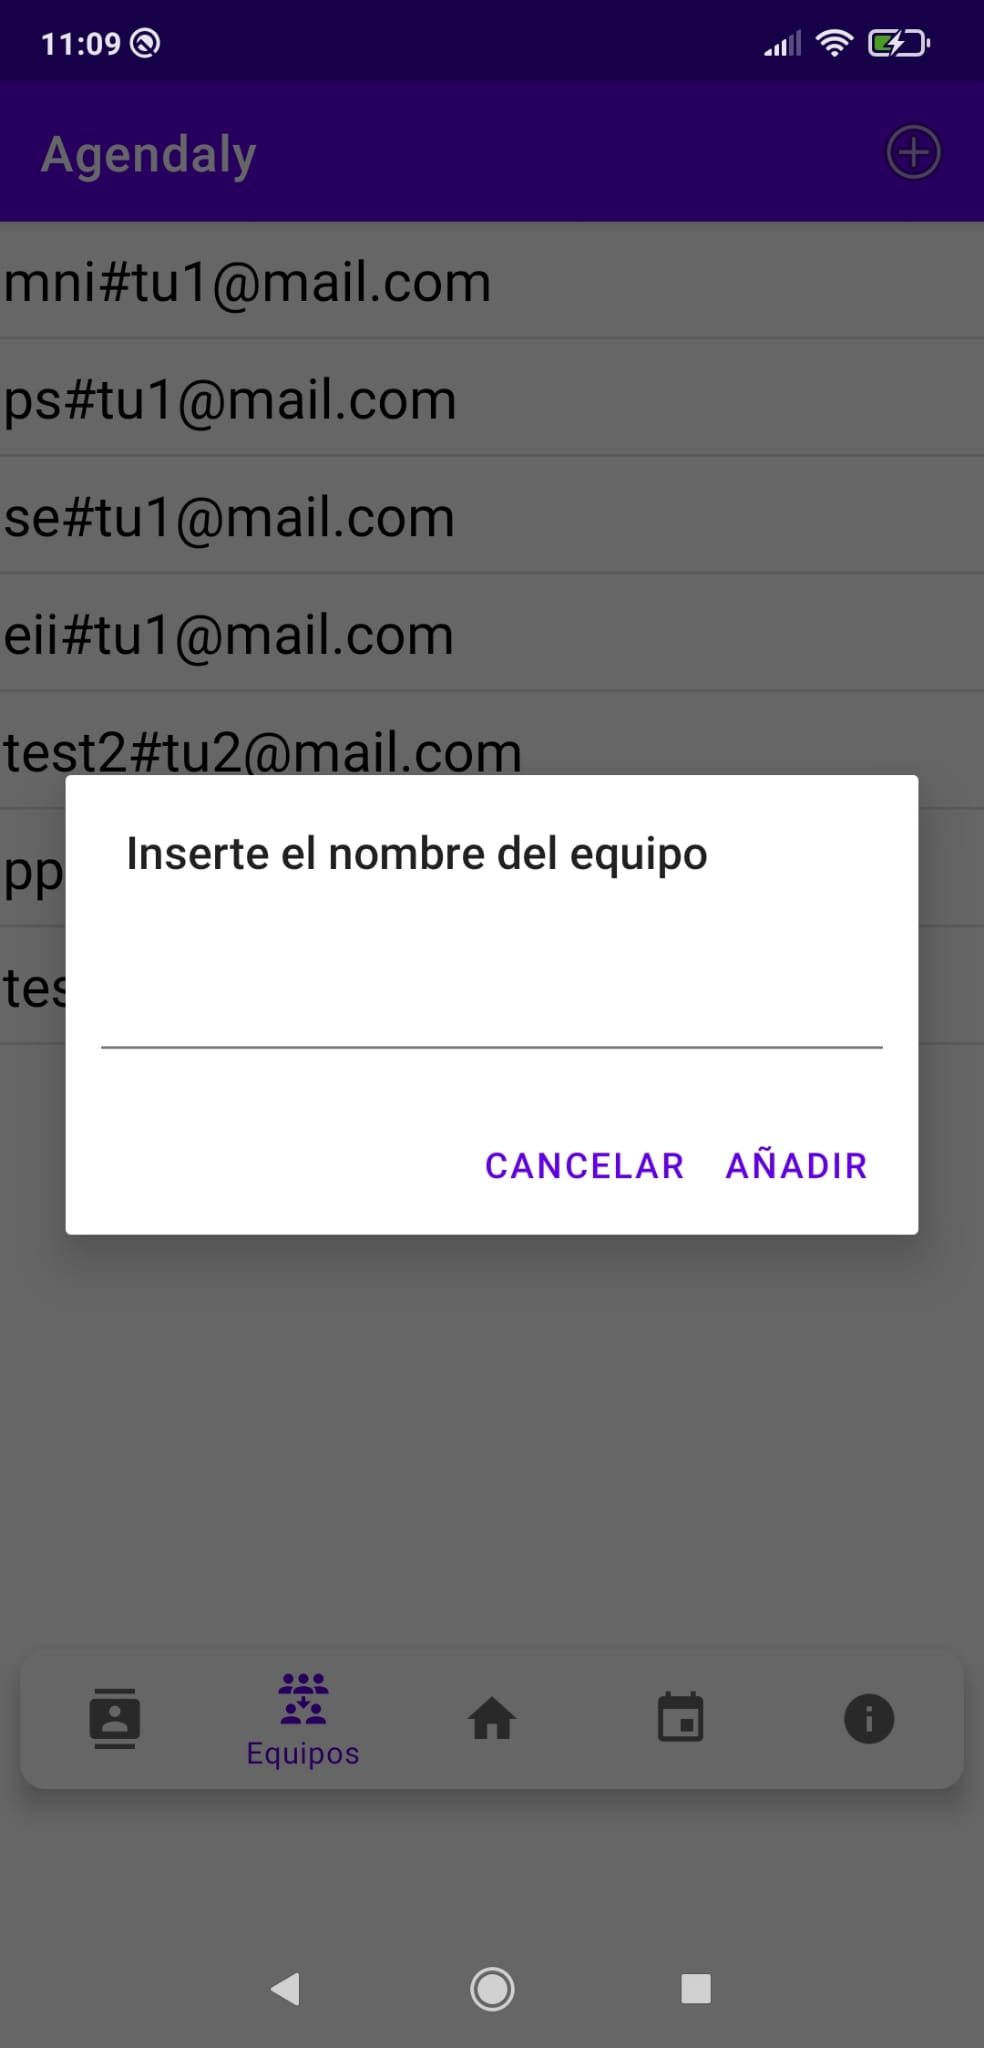 11:09
Agendaly
mni#tu1@mail.com
ps#tu1@mail.com
se#tu1@mail.com
eii#tu1@mail.com
test2#tu2@mail.com
pp
Inserte el nombre del equipo
CANCELAR AÑADIR
Equipos